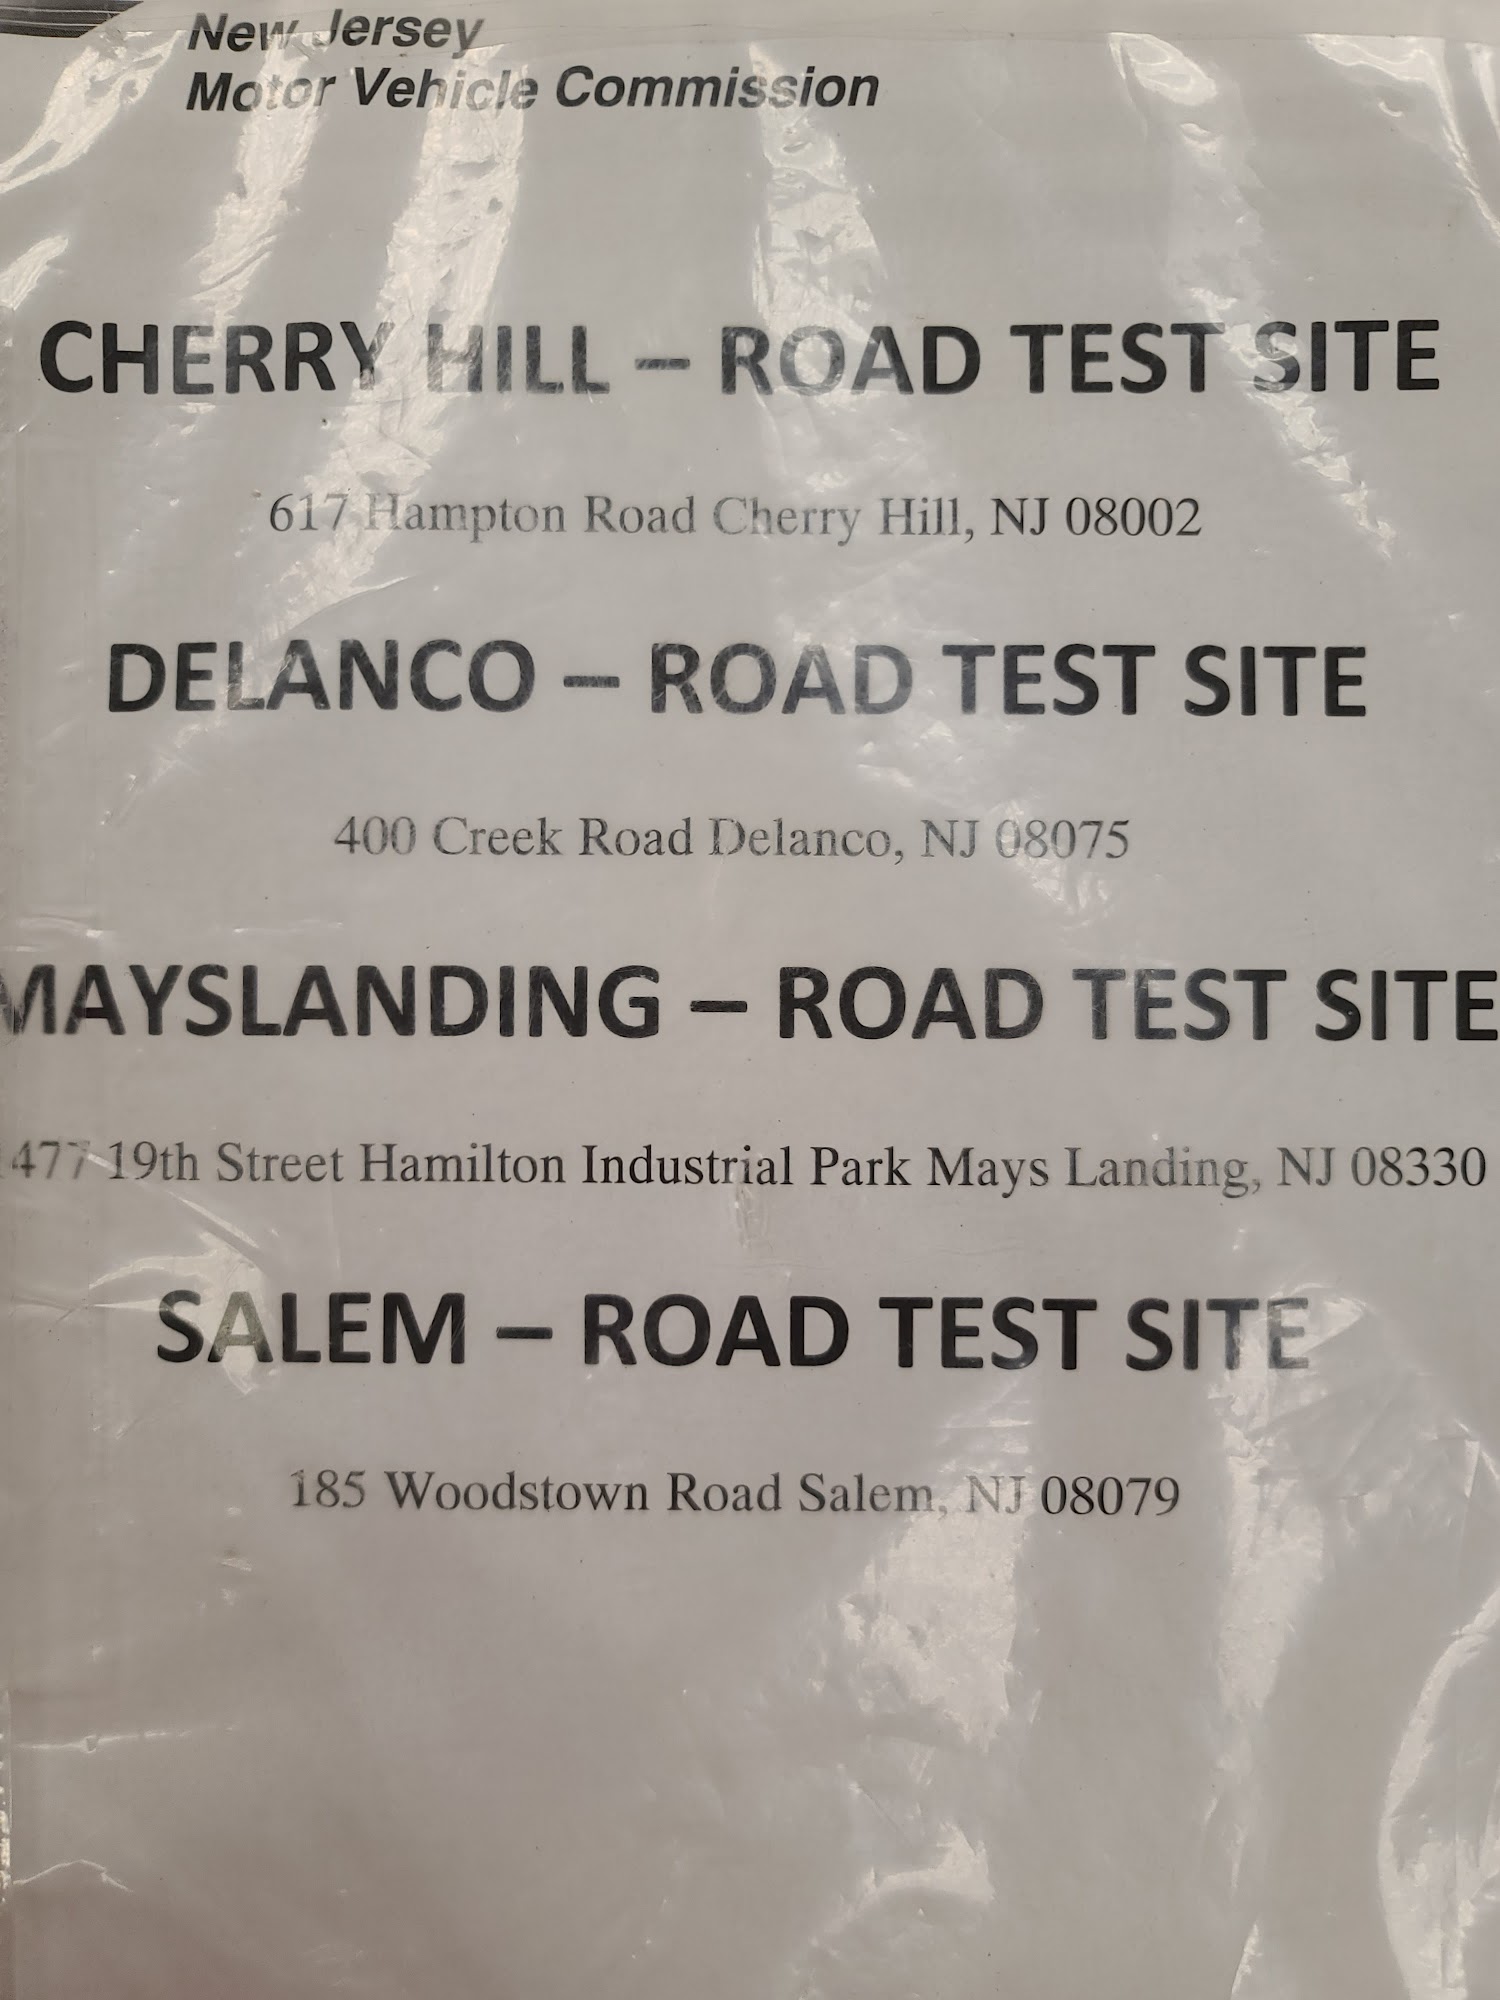 New Jersey
Motor Vehicle Commission
CHERRY HILL – ROAD TEST SITE
617 Hampton Road Cherry Hill, NJ 08002
DELANCO – ROAD TEST SITE
400 Creek Road Delanco, NJ 08075
MAYSLANDING – ROAD TEST SITE
1477 19th Street Hamilton Industrial Park Mays Landing, NJ 08330
SALEM – ROAD TEST SITE
185 Woodstown Road Salem, NJ 08079